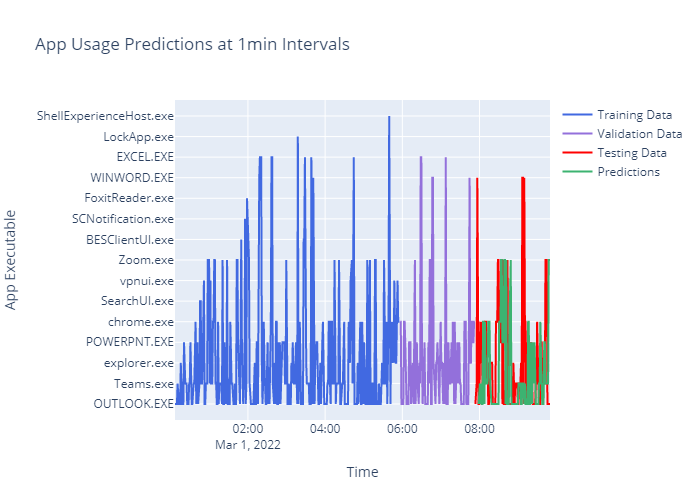 App Usage Predictions at 1min Intervals
ShellExperienceHost.exe
LockApp.exe
EXCEL.EXE
WINWORD.EXE
FoxitReader.exe
SCNotification.exe
BESClientUI.exe
Zoom.exe
vpnui.exe
SearchUI.exe
chrome.exe
POWERPNT.EXE
explorer.exe
Teams.exe
OUTLOOK.EXE
App Executable
02:00 04:00 06:00 08:00
Mar 1, 2022
Time
Training Data
Validation Data
Testing Data
Predictions